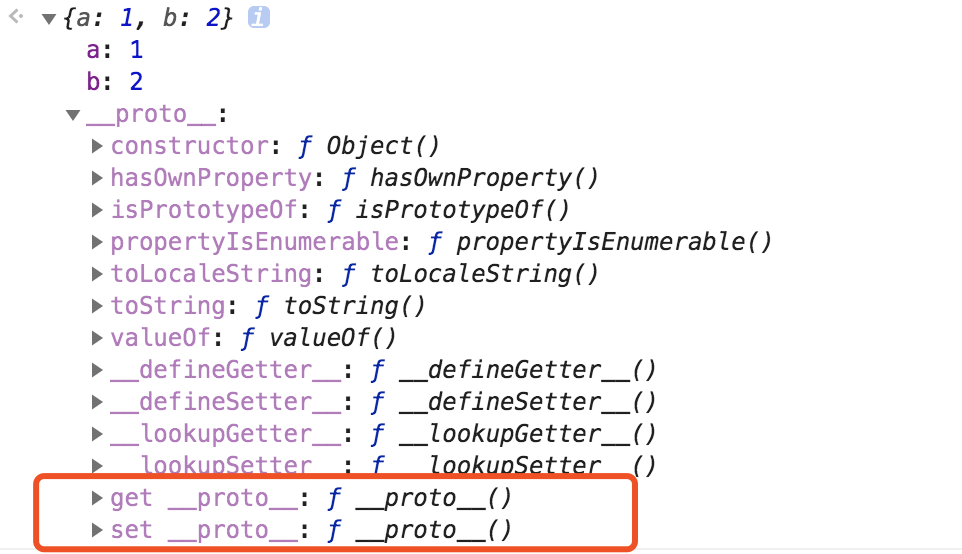 {a: 1, b: 2} i
a: 1
b: 2
__proto__:
constructor: ƒ Object()
hasOwnProperty: ƒ hasOwnProperty()
isPrototypeOf: ƒ isPrototypeOf()
propertyIsEnumerable: ƒ propertyIsEnumerable()
toLocaleString: ƒ toLocaleString()
toString: ƒ toString()
valueOf: ƒ valueOf()
__defineGetter__: ƒ __defineGetter__()
__defineSetter__: ƒ __defineSetter__()
__lookupGetter__: ƒ __lookupGetter__()
__lookupSetter__: ƒ __lookupSetter__()
get __proto__: ƒ __proto__()
set __proto__: ƒ __proto__()